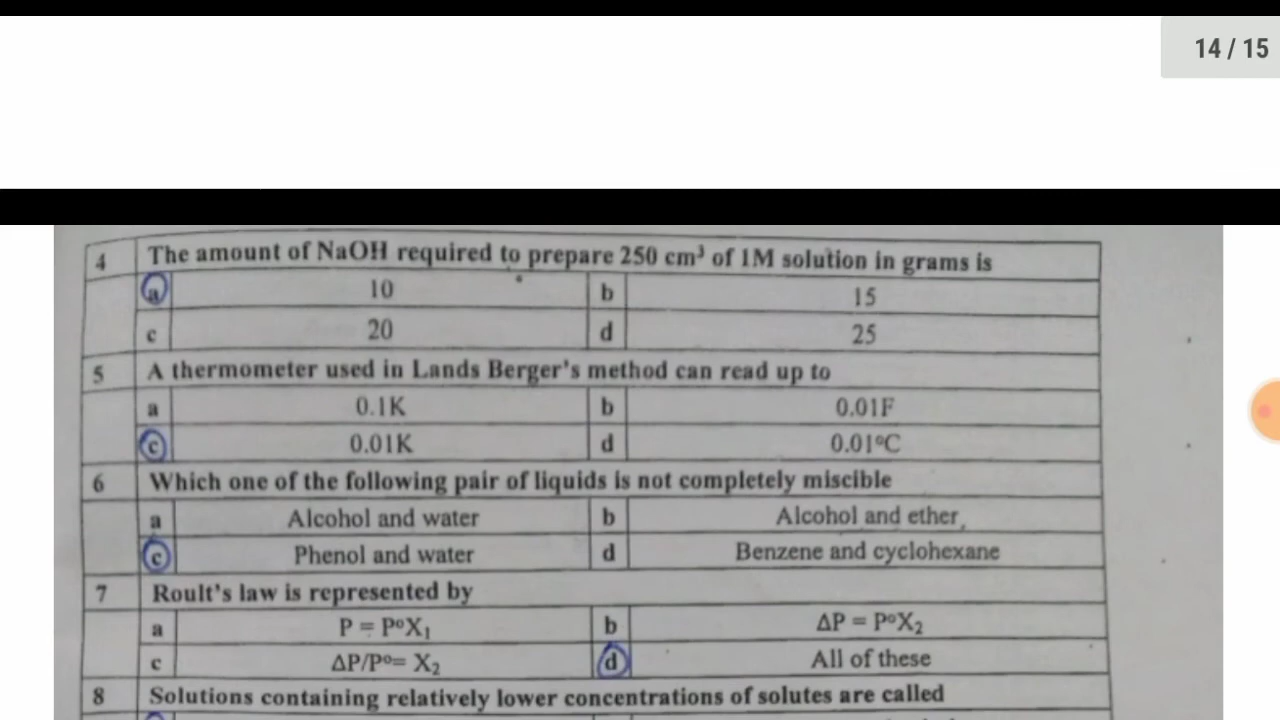 14 / 15
4 The amount of NaOH required to prepare 250 cm³ of 1M solution in grams is
a 10 b 15
c 20 d 25
5 A thermometer used in Lands Berger's method can read up to
a 0.1K b 0.01F
c 0.01K d 0.01°C
6 Which one of the following pair of liquids is not completely miscible
a Alcohol and water b Alcohol and ether
c Phenol and water d Benzene and cyclohexane
7 Roult's law is represented by
a P = P°X₁ b ΔP = P°X₂
c ΔP/P°= X₂ d All of these
8 Solutions containing relatively lower concentrations of solutes are called